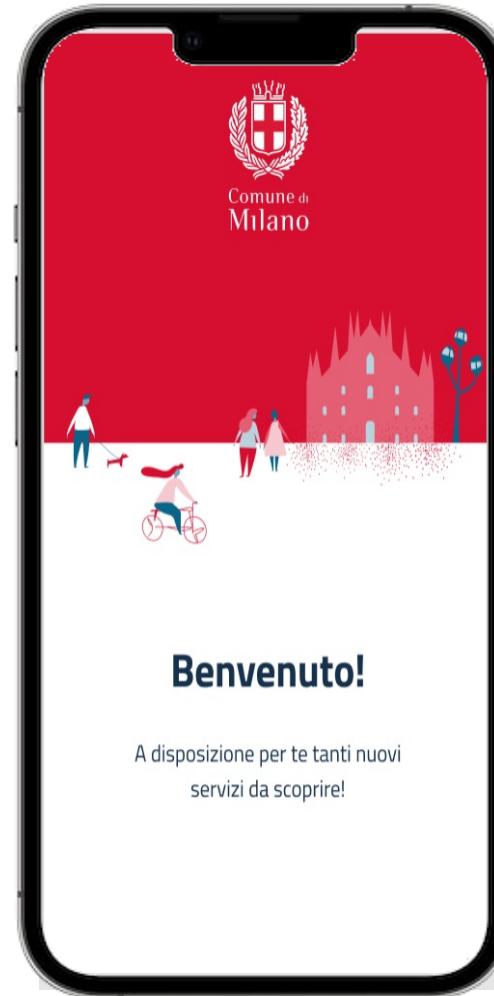 Comune di
Milano
Benvenuto!
A disposizione per te tanti nuovi
servizi da scoprire!